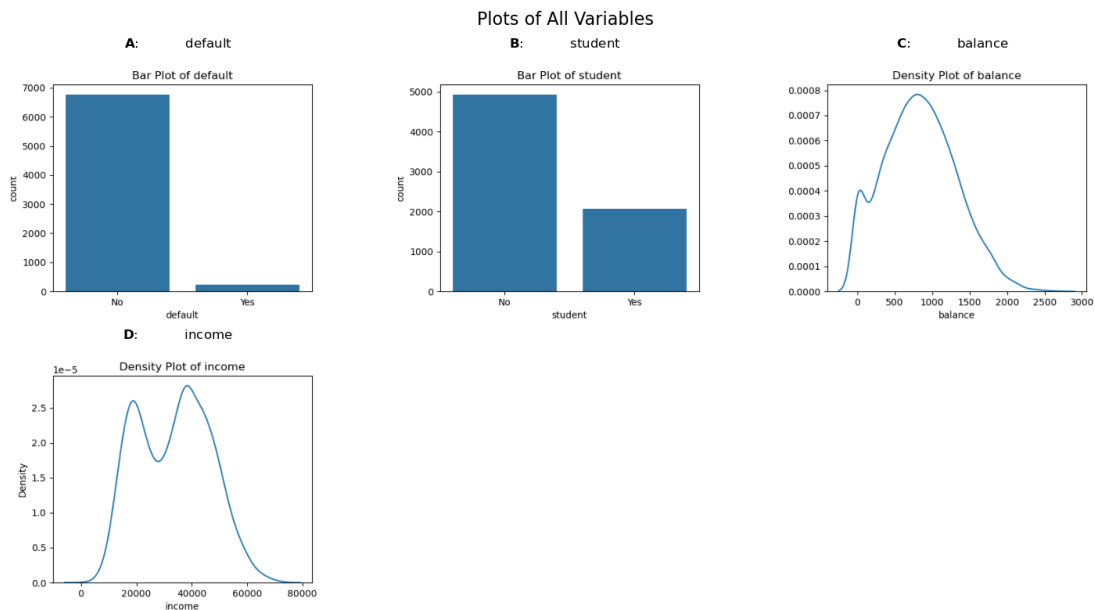 Plots of All Variables
A: default
B: student
C: balance
Bar Plot of default
7000
6000
5000
4000
3000
2000
1000
0
count
No Yes
default
Bar Plot of student
5000
4000
3000
2000
1000
0
count
No Yes
student
Density Plot of balance
0.0008
0.0007
0.0006
0.0005
0.0004
0.0003
0.0002
0.0001
0.0000
0 500 1000 1500 2000 2500 3000
balance
D: income
Density Plot of income
1e−5
2.5
2.0
1.5
1.0
0.5
0.0
Density
0 20000 40000 60000 80000
income